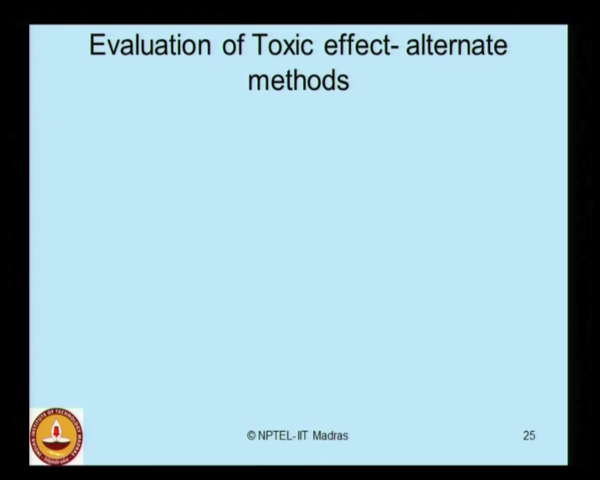 Evaluation of Toxic effect- alternate
methods
© NPTEL- IIT Madras
25